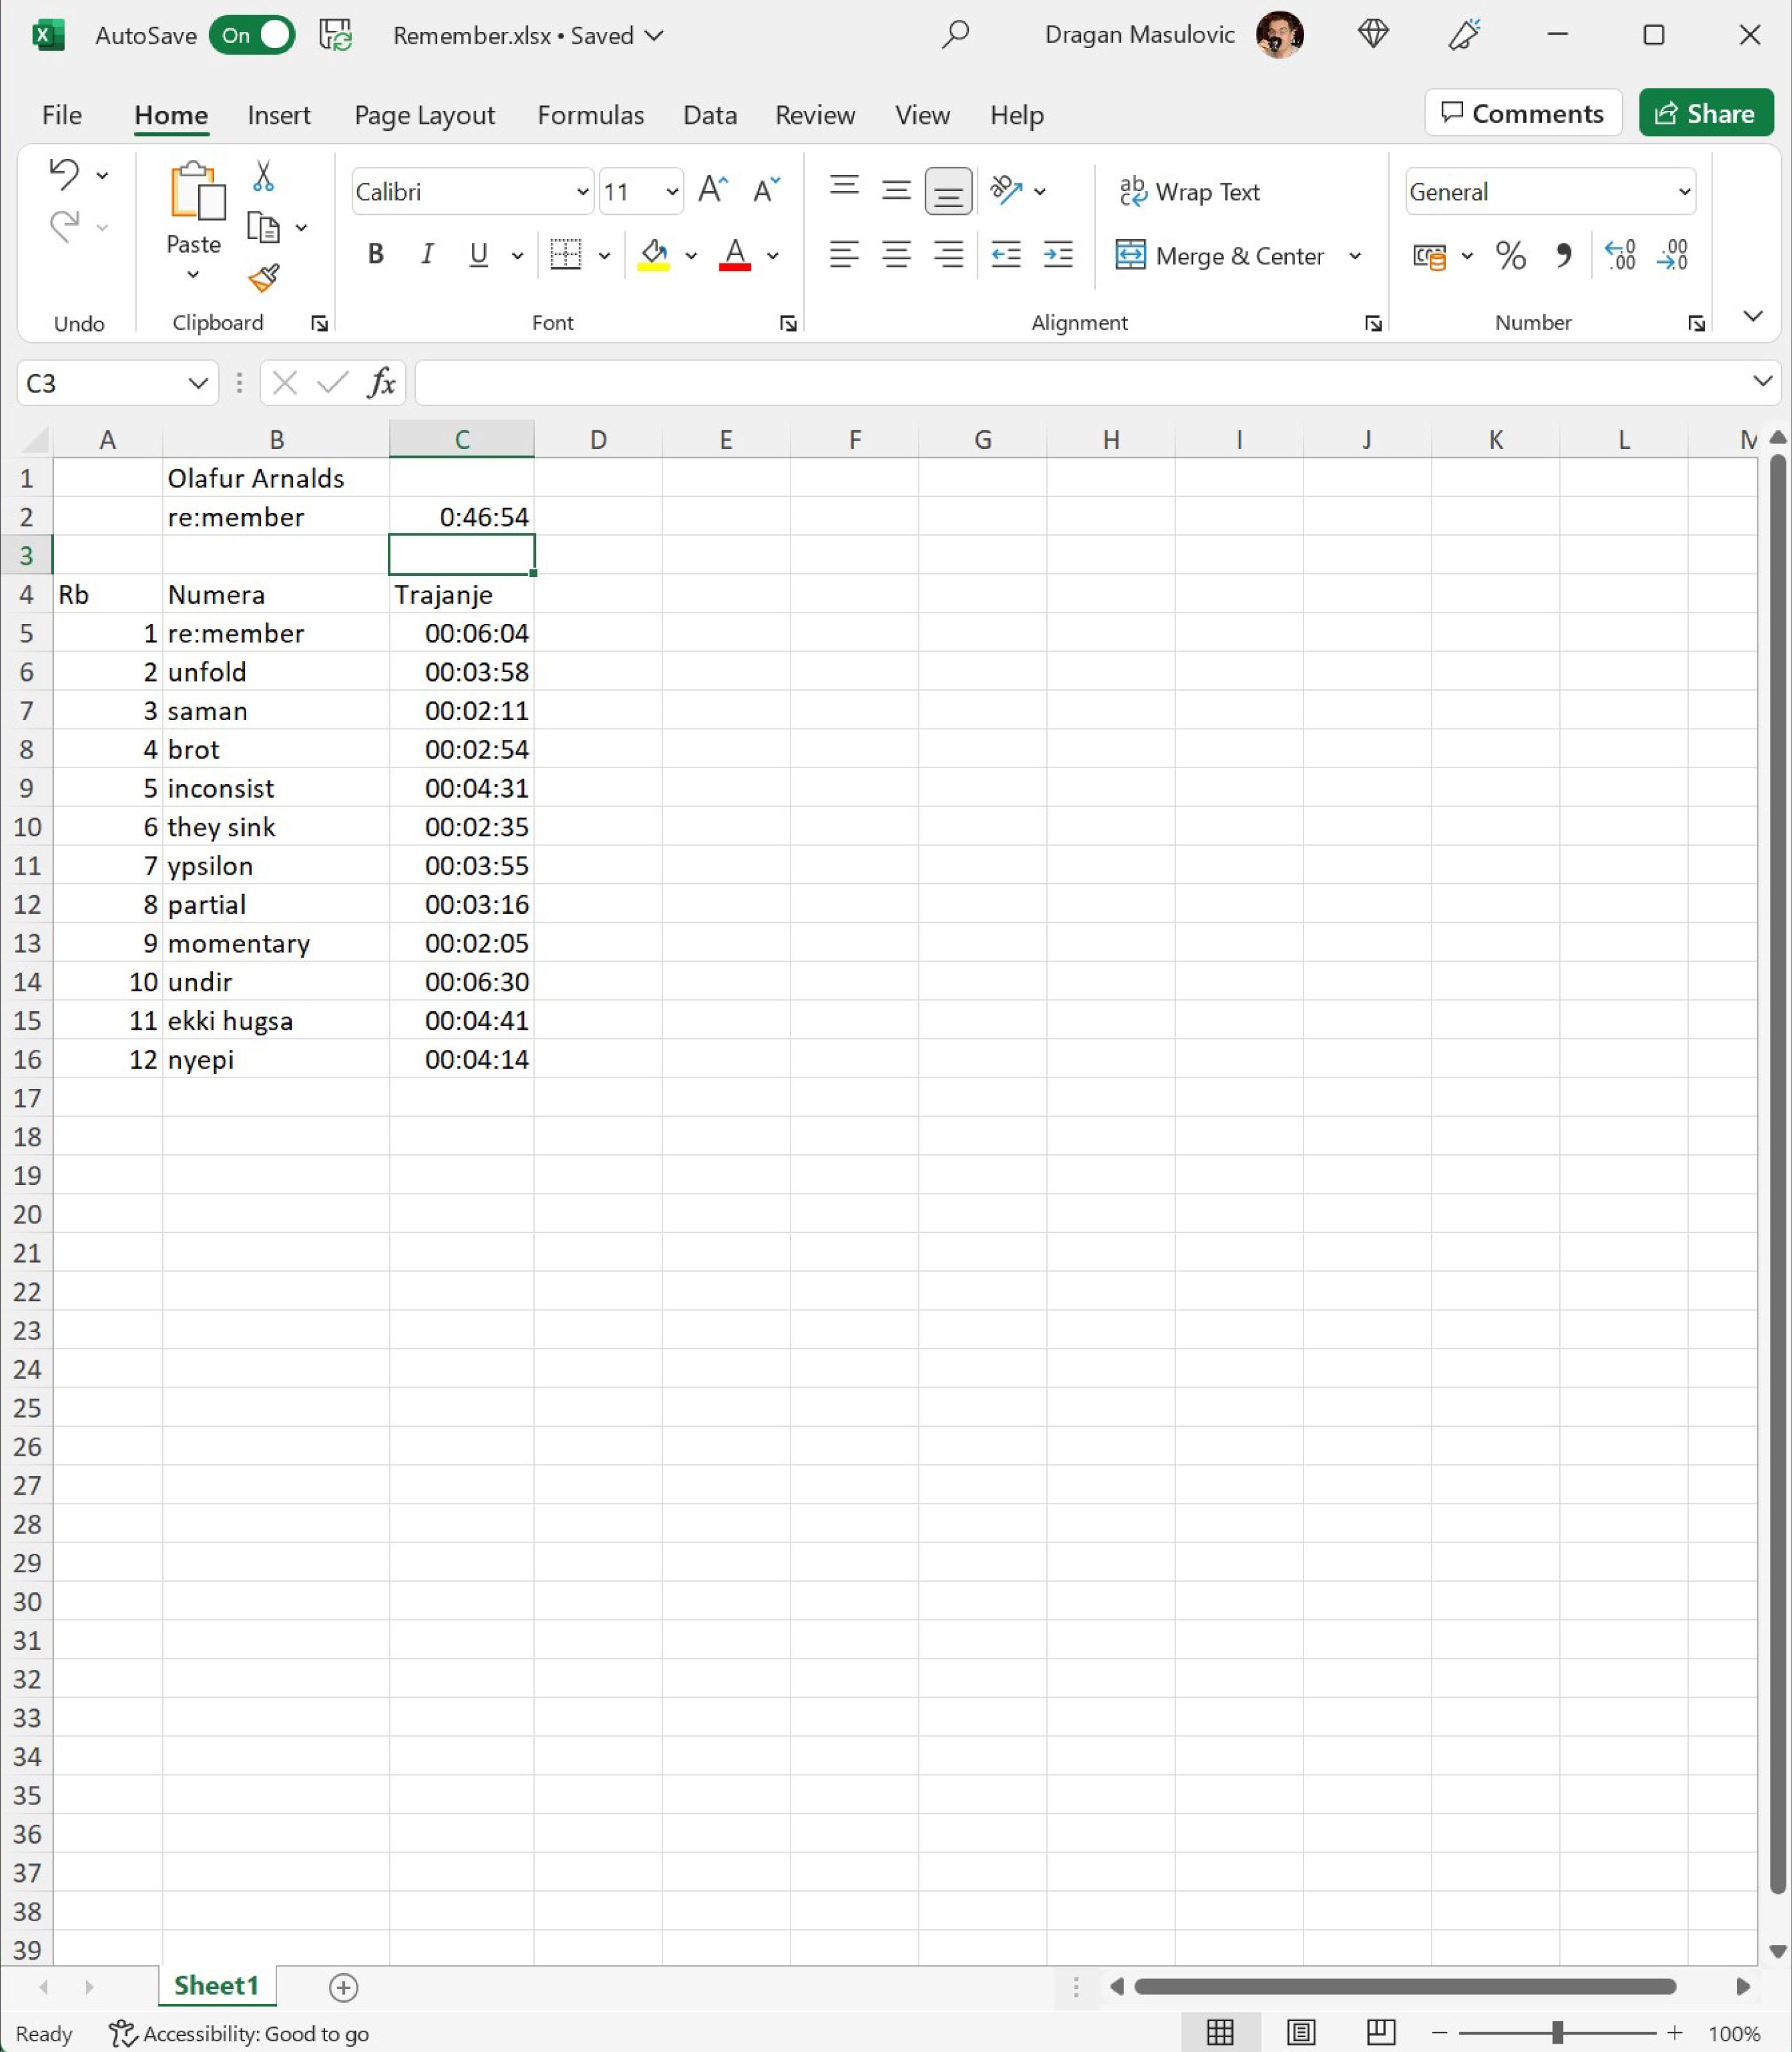 AutoSave On Remember.xlsx • Saved Dragan Masulovic
File Home Insert Page Layout Formulas Data Review View Help Comments Share
Paste Calibri 11 Wrap Text General
B I U A Merge & Center % .00 .00
Undo Clipboard Font Alignment Number
C3 fx
A B C D E F G H I J K L M
1 Olafur Arnalds
2 re:member 0:46:54
3
4 Rb Numera Trajanje
5 1 re:member 00:06:04
6 2 unfold 00:03:58
7 3 saman 00:02:11
8 4 brot 00:02:54
9 5 inconsist 00:04:31
10 6 they sink 00:02:35
11 7 ypsilon 00:03:55
12 8 partial 00:03:16
13 9 momentary 00:02:05
14 10 undir 00:06:30
15 11 ekki hugsa 00:04:41
16 12 nyepi 00:04:14
17
18
19
20
21
22
23
24
25
26
27
28
29
30
31
32
33
34
35
36
37
38
39
Sheet1
Ready Accessibility: Good to go 100%